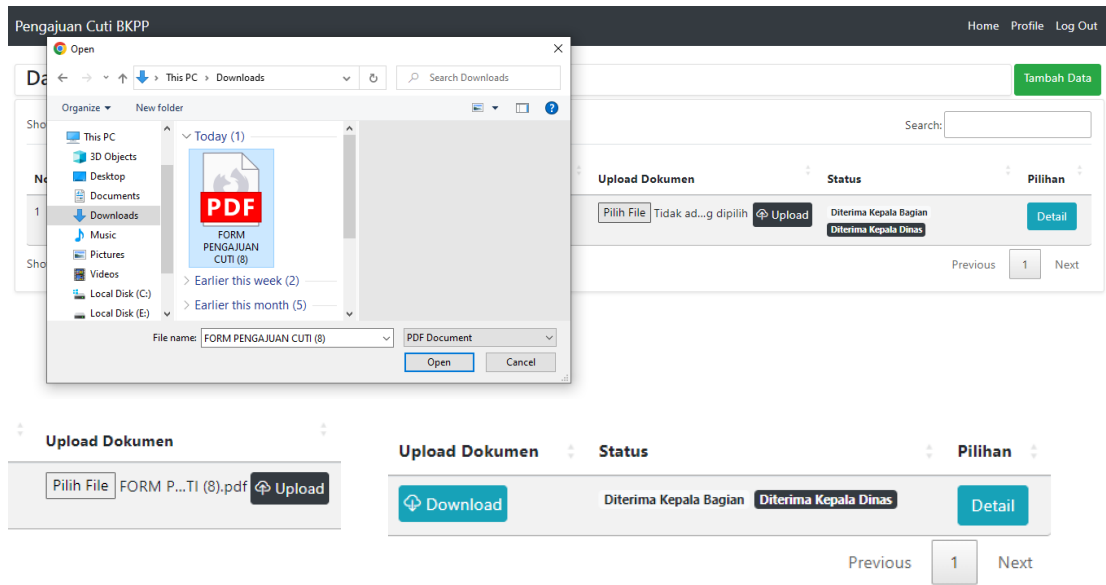 Pengajuan Cuti BKPP
Home Profile Log Out
Open
Da
This PC > Downloads
Search Downloads
Tambah Data
Organize
New folder
Sho
Search:
This PC
3D Objects
Desktop
Documents
Downloads
Music
Pictures
Videos
Local Disk (C:)
Local Disk (E:)
Today (1)
PDF
FORM
PENGAJUAN
CUTI (8)
Earlier this week (2)
Earlier this month (5)
File name: FORM PENGAJUAN CUTI (8)
PDF Document
Open
Cancel
Upload Dokumen
Status
Pilihan
1
Pilih File Tidak ad...g dipilih Upload
Diterima Kepala Bagian
Diterima Kepala Dinas
Detail
Sho
Previous 1 Next
Upload Dokumen
Pilih File FORM P...TI (8).pdf Upload
Upload Dokumen Status Pilihan
Download Diterima Kepala Bagian Diterima Kepala Dinas Detail
Previous 1 Next